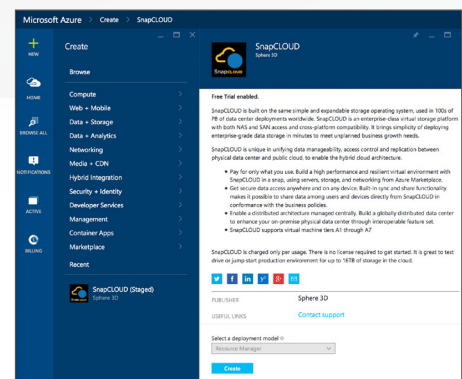 Microsoft Azure > Create > SnapCLOUD
NEW
HOME
BROWSE ALL
NOTIFICATIONS
ACTIVE
BILLING
Create
Browse
Compute
Web + Mobile
Data + Storage
Data + Analytics
Networking
Media + CDN
Hybrid Integration
Security + Identity
Developer Services
Management
Container Apps
Marketplace
Recent
SnapCLOUD (Staged)
Sphere 3D
SnapCLOUD
Sphere 3D
SnapCLOUD
Free Trial enabled.
SnapCLOUD is built on the same simple and expandable storage operating system, used in 100s of
PB of data center deployments worldwide. SnapCLOUD is an enterprise-class virtual storage platform
with both NAS and SAN access and cross-platform compatibility. It brings simplicity of deploying
enterprise-grade data storage in minutes to meet unplanned business growth needs.
SnapCLOUD is unique in unifying data manageability, access control and replication between
physical data center and public cloud, to enable the hybrid cloud architecture.
• Pay for only what you use. Build a high performance and resilient virtual environment with
SnapCLOUD in a snap, using servers, storage, and networking from Azure Marketplace.
• Get secure data access anywhere and on any device. Built-in sync and share functionality
makes it possible to share data among users and devices directly from SnapCLOUD in
conformance with the business policies.
• Enable a distributed architecture managed centrally. Build a globally distributed data center
to enhance your on-premise physical data center through interoperable feature set.
• SnapCLOUD supports virtual machine tiers A1 through A7
SnapCLOUD is charged only per usage. There is no license required to get started. It is great to test
drive or jump-start production environment for up to 16TB of storage in the cloud.
PUBLISHER Sphere 3D
USEFUL LINKS Contact support
Select a deployment model
Resource Manager
Create